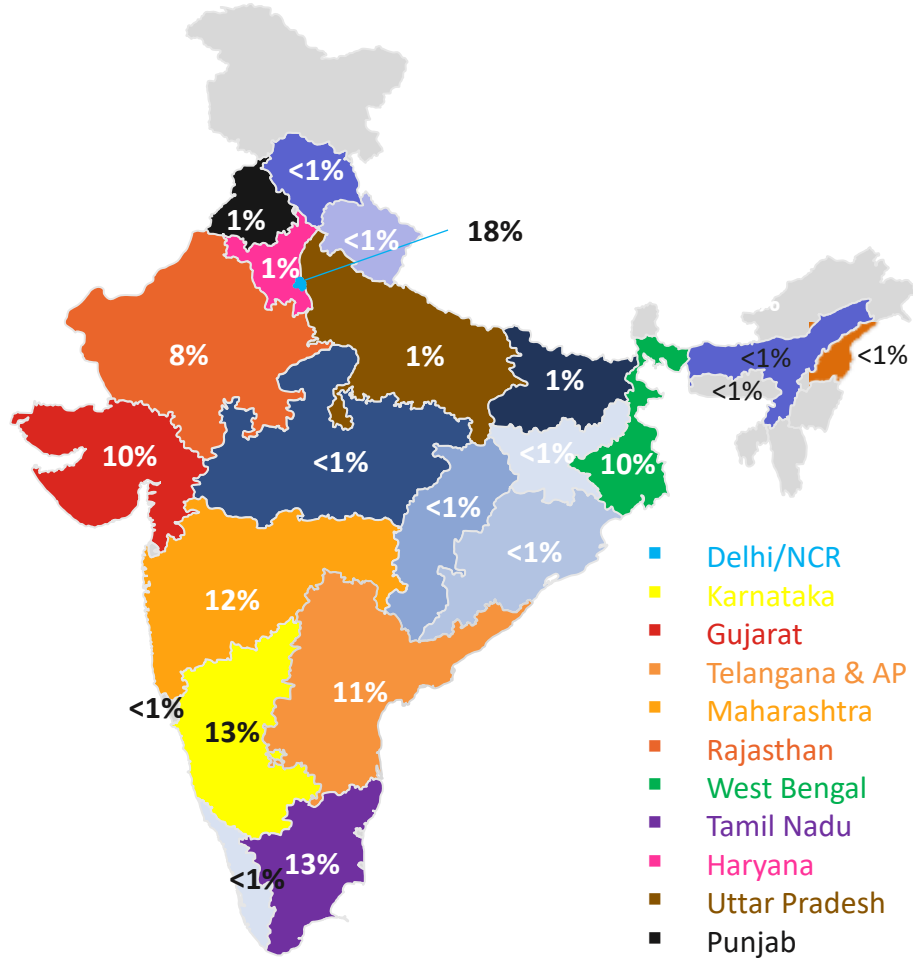 <1%
1%
<1%
18%
1%
8%
1%
1%
<1%
<1%
<1%
10%
<1%
<1%
10%
<1%
<1%
12%
11%
<1%
13%
13%
<1%
Delhi/NCR
Karnataka
Gujarat
Telangana & AP
Maharashtra
Rajasthan
West Bengal
Tamil Nadu
Haryana
Uttar Pradesh
Punjab